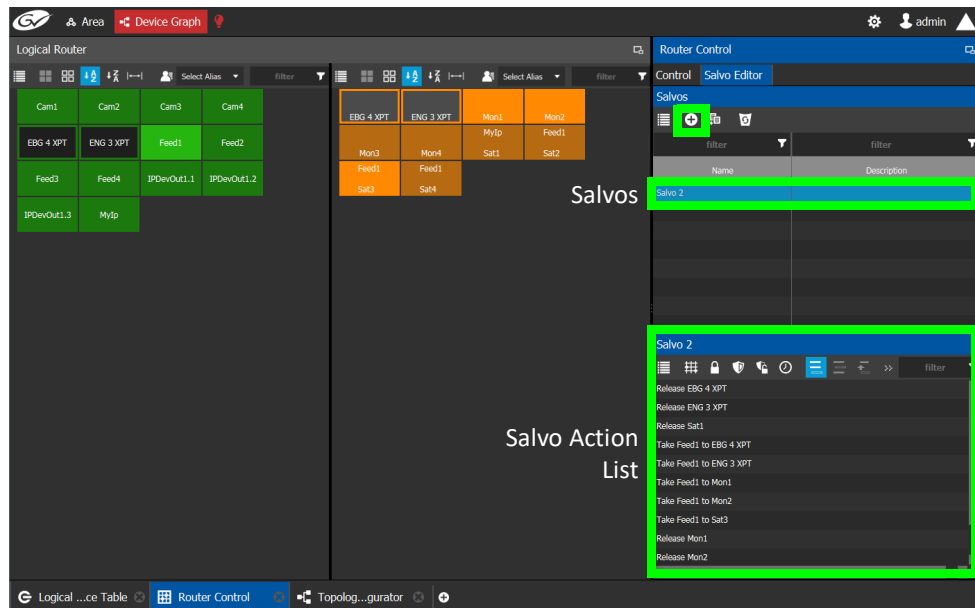 GV Area Device Graph admin
Logical Router
Router Control
Select Alias filter
Select Alias filter
Control Salvo Editor
Salvos
filter filter
Name Description
Salvo 2
Cam1 Cam2 Cam3 Cam4
EBG 4 XPT ENG 3 XPT Feed1 Feed2
Feed3 Feed4 IPDevOut1.1 IPDevOut1.2
IPDevOut1.3 MyIp
EBG 4 XPT ENG 3 XPT Mon1 Mon2
MyIp Feed1
Mon3 Mon4 Sat1 Sat2
Feed1 Feed1
Sat3 Sat4
Salvos
Salvo 2
filter
Release EBG 4 XPT
Release ENG 3 XPT
Release Sat1
Take Feed1 to EBG 4 XPT
Take Feed1 to ENG 3 XPT
Take Feed1 to Mon1
Take Feed1 to Mon2
Take Feed1 to Sat3
Release Mon1
Release Mon2
Salvo Action
List
Logical ...ce Table Router Control Topolog...gurator